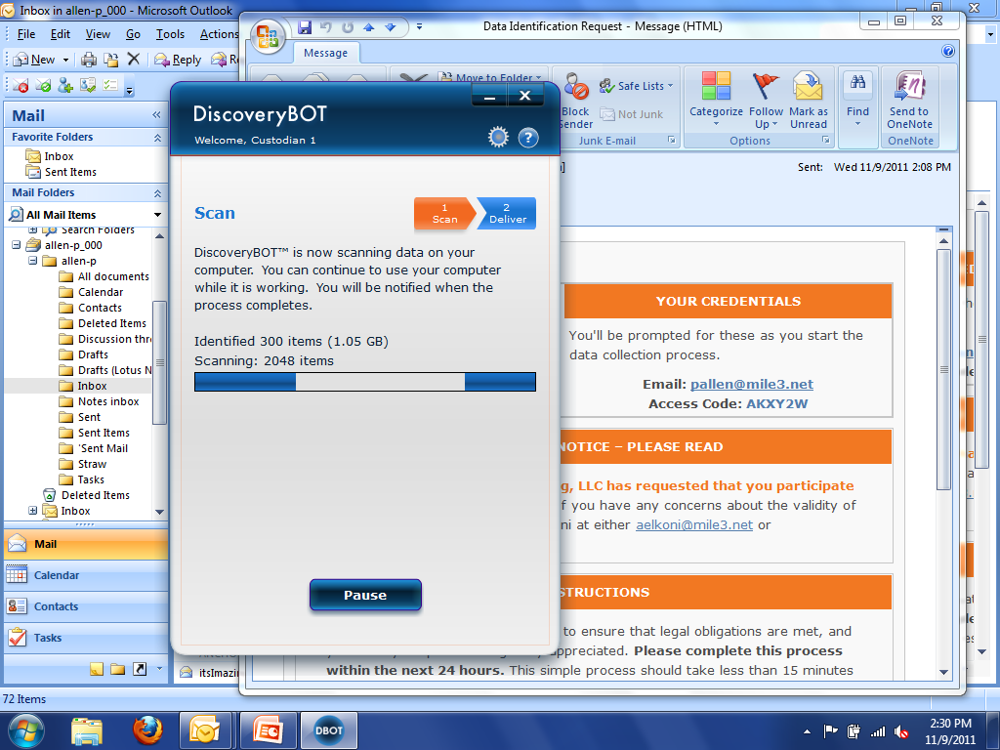 Inbox in allen-p_000 - Microsoft Outlook
File Edit View Go Tools Actions
New Reply
Mail
Favorite Folders
Inbox
Sent Items
Mail Folders
All Mail Items
Search Folders
allen-p_000
allen-p
All documents
Calendar
Contacts
Deleted Items
Discussion thr
Drafts
Drafts (Lotus N
Inbox
Notes inbox
Sent
Sent Items
`Sent Mail
Straw
Tasks
Deleted Items
Inbox
Mail
Calendar
Contacts
Tasks
72 Items
Data Identification Request - Message (HTML)
Message
Move to Folder
Block
Sender
Safe Lists
Not Junk
Junk E-mail
Categorize
Follow
Up
Mark as
Unread
Options
Find
Send to
OneNote
OneNote
Sent: Wed 11/9/2011 2:08 PM
DiscoveryBOT
Welcome, Custodian 1
Scan
1
Scan
2
Deliver
DiscoveryBOT™ is now scanning data on your
computer. You can continue to use your computer
while it is working. You will be notified when the
process completes.
Identified 300 items (1.05 GB)
Scanning: 2048 items
Pause
YOUR CREDENTIALS
You'll be prompted for these as you start the
data collection process.
Email: pallen@mile3.net
Access Code: AKXY2W
NOTICE – PLEASE READ
g, LLC has requested that you participate
f you have any concerns about the validity of
ni at either aelkoni@mile3.net or
STRUCTIONS
to ensure that legal obligations are met, and
appreciated. Please complete this process
within the next 24 hours. This simple process should take less than 15 minutes
itsImazin
DBOT
2:30 PM
11/9/2011